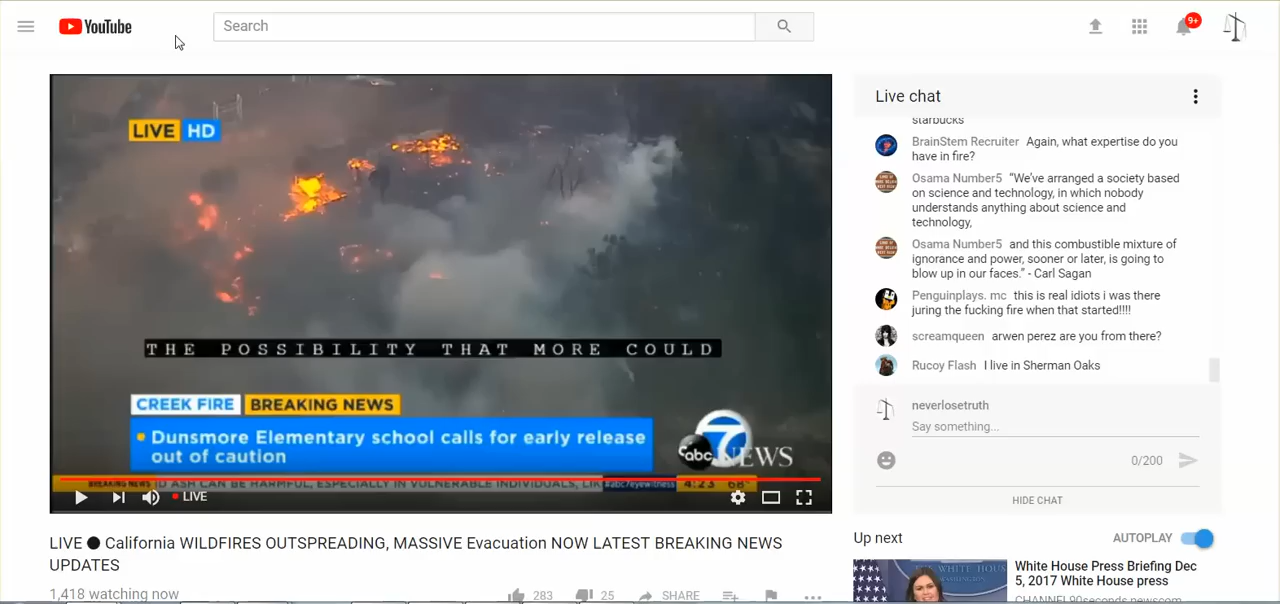 YouTube
Search
9+
LIVE HD
THE POSSIBILITY THAT MORE COULD
CREEK FIRE BREAKING NEWS
Dunsmore Elementary school calls for early release
out of caution
abc 7 NEWS
BREAKING NEWS D ASH CAN BE HARMFUL, ESPECIALLY IN VULNERABLE INDIVIDUALS, LIK #abc7eyewitness 4:23 68°
LIVE
LIVE ● California WILDFIRES OUTSPREADING, MASSIVE Evacuation NOW LATEST BREAKING NEWS
UPDATES
1,418 watching now
283 25 SHARE
Live chat
starbucks
BrainStem Recruiter Again, what expertise do you
have in fire?
Osama Number5 “We've arranged a society based
on science and technology, in which nobody
understands anything about science and
technology,
Osama Number5 and this combustible mixture of
ignorance and power, sooner or later, is going to
blow up in our faces.” - Carl Sagan
Penguinplays. mc this is real idiots i was there
juring the fucking fire when that started!!!!
screamqueen arwen perez are you from there?
Rucoy Flash I live in Sherman Oaks
neverlosetruth
Say something...
0/200
HIDE CHAT
Up next AUTOPLAY
White House Press Briefing Dec
5, 2017 White House press
CHANNEL90seconds newscom